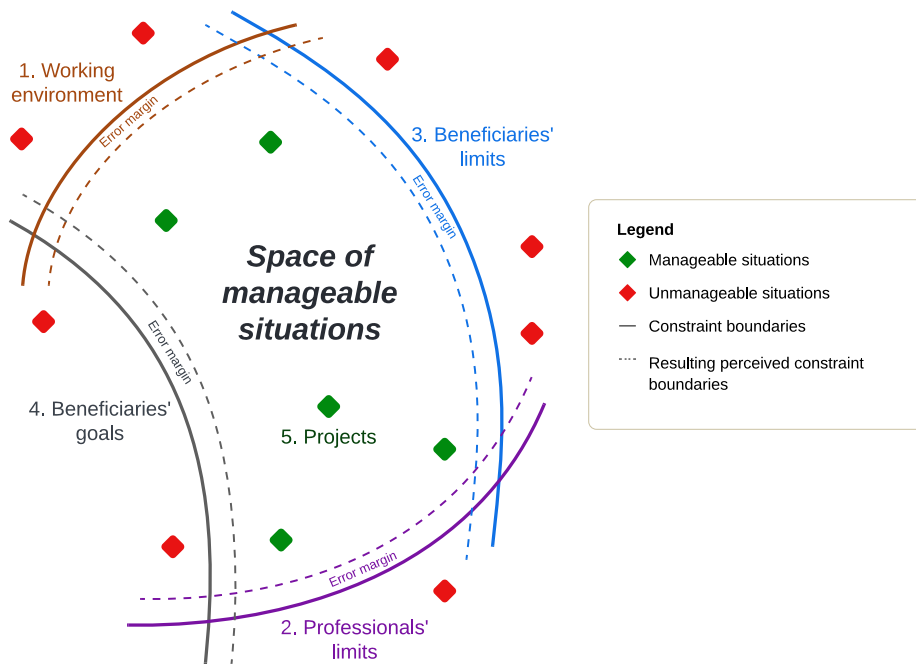 1. Working
environment
Error margin
3. Beneficiaries'
limits
Error margin
Space of
manageable
situations
Error margin
4. Beneficiaries'
goals
5. Projects
Error margin
2. Professionals'
limits
Legend
Manageable situations
Unmanageable situations
Constraint boundaries
Resulting perceived constraint
boundaries